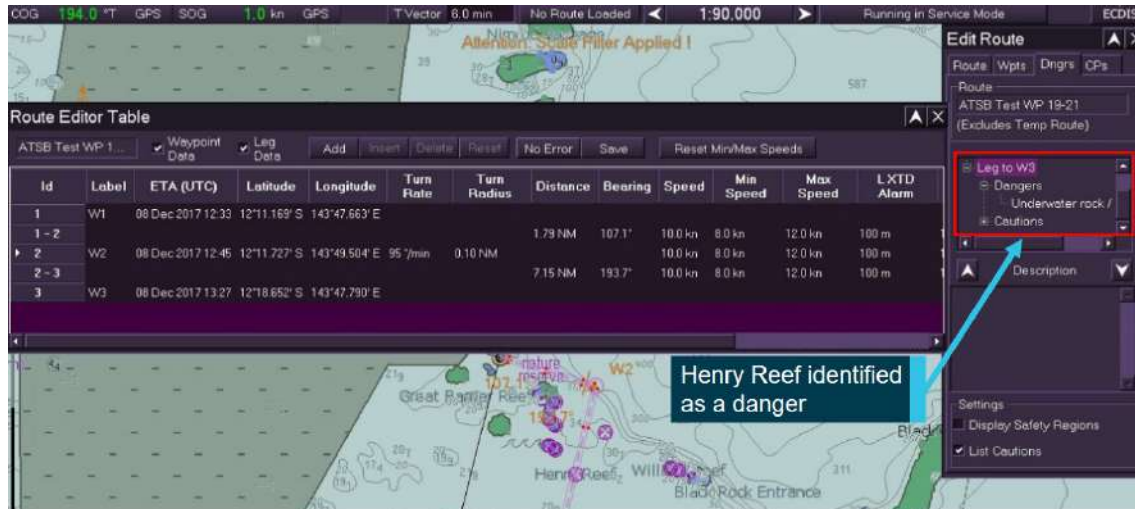 COG 194.0 °T GPS SOG 1.0 kn GPS TVector 6.0 min No Route Loaded 1:90,000 Running in Service Mode ECDIS
Attention: Scale Filler Applied !
587
Edit Route
Route Wpts Dngrs CPs
Route
ATSB Test WP 19-21
(Excludes Temp Route)
Leg to W3
Dangers
Underwater rock /
Cautions
Description
Settings
Display Safety Regions
List Cautions
Route Editor Table
ATSB Test WP 1... Waypoint Data Leg Data Add Insert Delete Reset No Error Save Reset Min/Max Speeds
Id Label ETA (UTC) Latitude Longitude Turn Rate Turn Radius Distance Bearing Speed Min Speed Max Speed LXTD Alarm
1 W1 08 Dec 2017 12:33 12°11.169' S 143°47.663' E
1 - 2 1.79 NM 107.1° 10.0 kn 8.0 kn 12.0 kn 100 m
2 W2 08 Dec 2017 12:45 12°11.727' S 143°49.504' E 95 °/min 0.10 NM 10.0 kn 8.0 kn 12.0 kn 100 m
2 - 3 7.15 NM 193.7° 10.0 kn 8.0 kn 12.0 kn 100 m
3 W3 08 Dec 2017 13:27 12°18.652' S 143°47.790' E
nature
reserve
W2
107.1°
Great Barrier Reef
Henry Reef identified
as a danger
Henry Reef
311
Black Rock Entrance